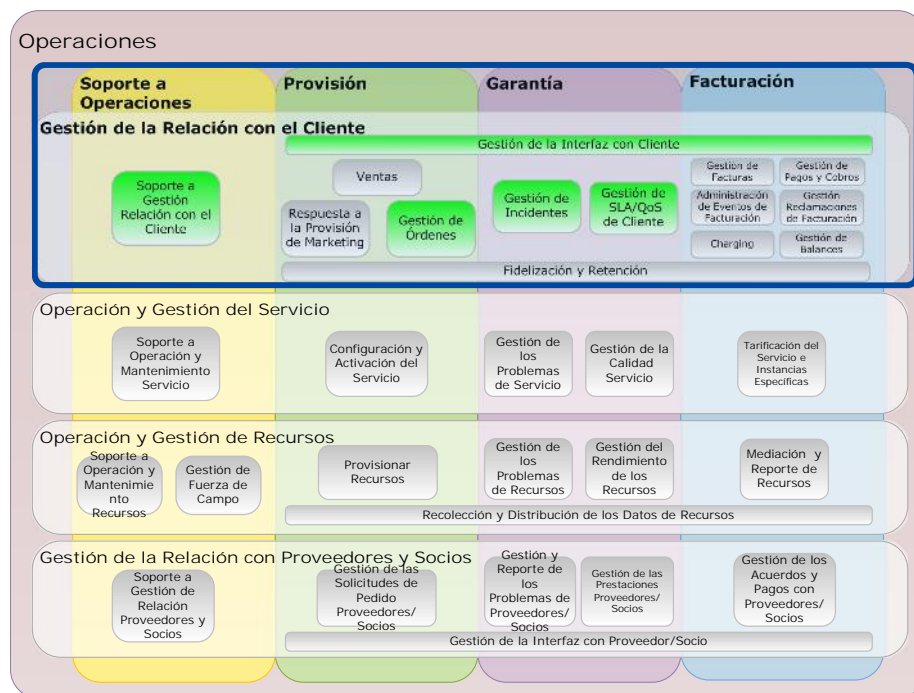 Operaciones
Soporte a
Operaciones
Provisión
Garantía
Facturación
Gestión de la Relación con el Cliente
Gestión de la Interfaz con Cliente
Soporte a
Gestión
Relación con el
Cliente
Ventas
Respuesta a
la Provisión
de Marketing
Gestión de
Órdenes
Gestión de
Incidentes
Gestión de
SLA/QoS
de Cliente
Gestión de
Facturas
Gestión de
Pagos y Cobros
Administración
de Eventos de
Facturación
Gestión
Reclamaciones
de Facturación
Charging
Gestión de
Balances
Fidelización y Retención
Operación y Gestión del Servicio
Soporte a
Operación y
Mantenimiento
Servicio
Configuración y
Activación del
Servicio
Gestión de
los
Problemas
de Servicio
Gestión de la
Calidad
Servicio
Tarificación del
Servicio e
Instancias
Específicas
Operación y Gestión de Recursos
Soporte a
Operación y
Mantenimie
nto
Recursos
Gestión de
Fuerza de
Campo
Provisionar
Recursos
Gestión de
los
Problemas
de Recursos
Gestión del
Rendimiento
de los
Recursos
Mediación y
Reporte de
Recursos
Recolección y Distribución de los Datos de Recursos
Gestión de la Relación con Proveedores y Socios
Soporte a
Gestión de
Relación
Proveedores y
Socios
Gestión de las
Solicitudes de
Pedido
Proveedores/
Socios
Gestión y
Reporte de
los
Problemas de
Proveedores/
Socios
Gestión de las
Prestaciones
Proveedores/
Socios
Gestión de los
Acuerdos y
Pagos con
Proveedores/
Socios
Gestión de la Interfaz con Proveedor/Socio